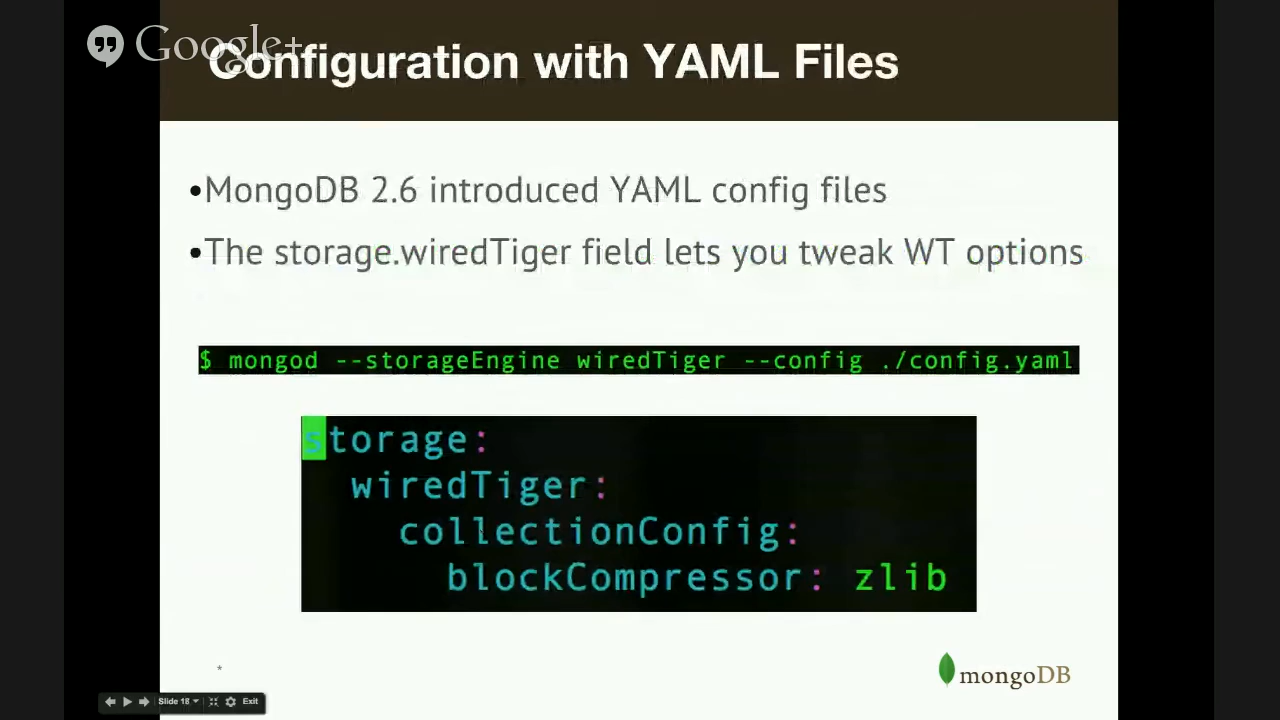 Google+
Configuration with YAML Files
•MongoDB 2.6 introduced YAML config files
•The storage.wiredTiger field lets you tweak WT options
$ mongod --storageEngine wiredTiger --config ./config.yaml
storage:
wiredTiger:
collectionConfig:
blockCompressor: zlib
*
mongoDB
Slide 18
Exit